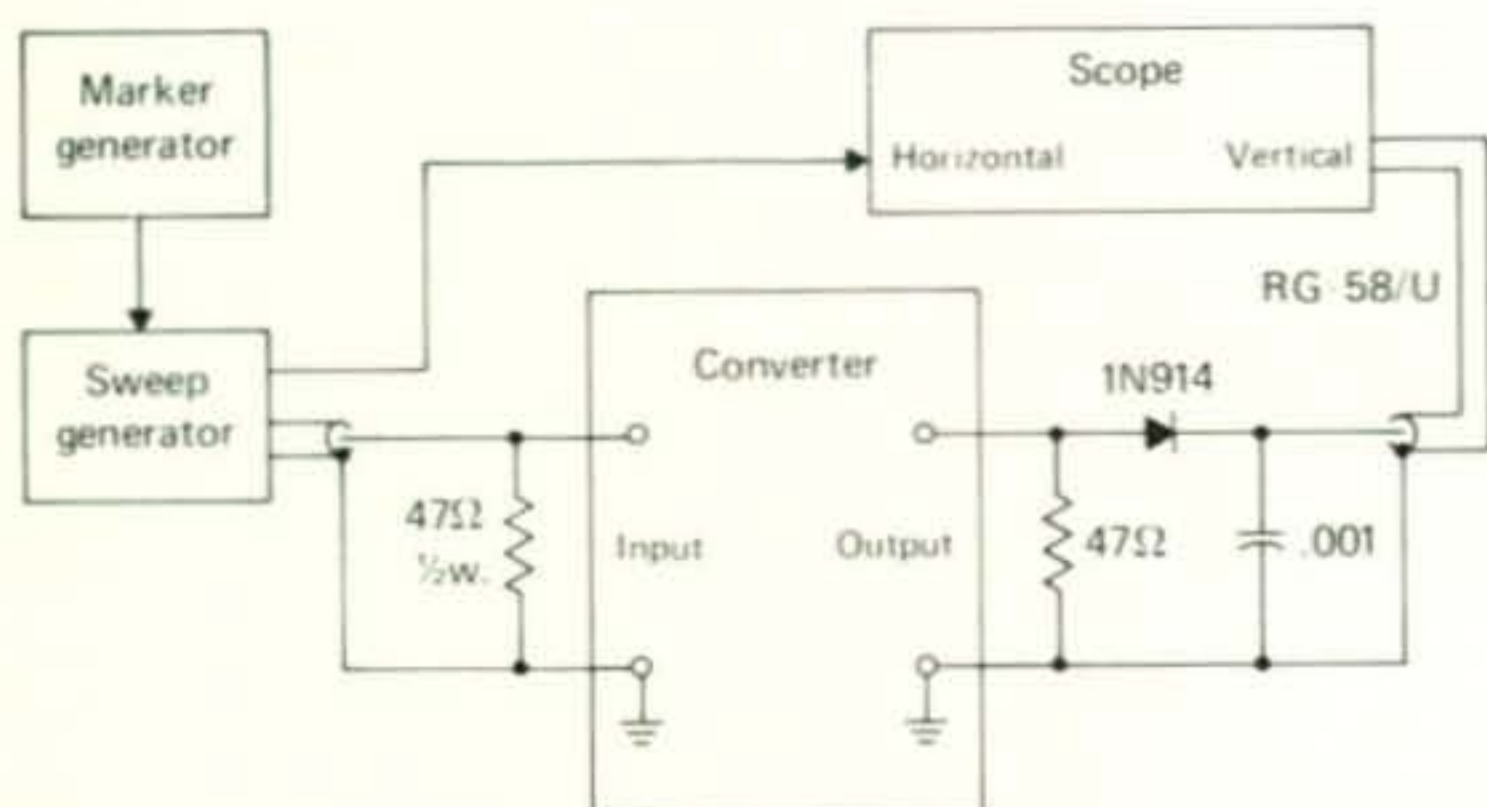 Marker
generator
Scope
Horizontal
Vertical
RG 58/U
Sweep
generator
Converter
1N914
47Ω
½w.
Input
Output
47Ω
.001